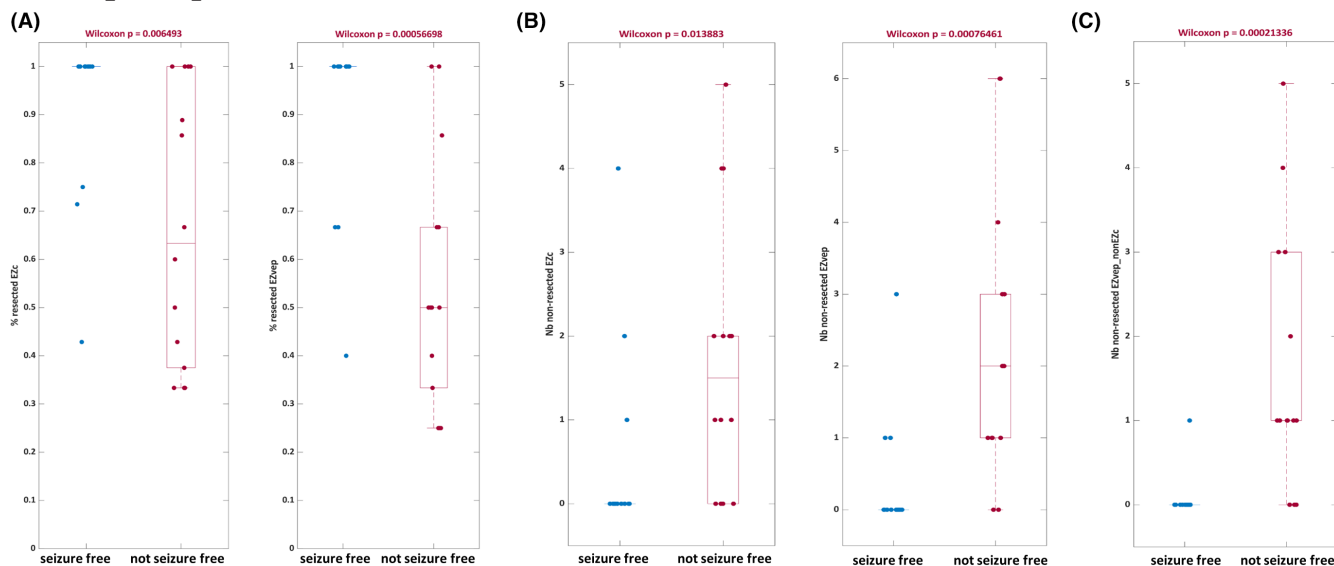 (A)
Wilcoxon p = 0.006493
% resected EZc
1
0.9
0.8
0.7
0.6
0.5
0.4
0.3
0.2
0.1
0
seizure free not seizure free
Wilcoxon p = 0.00056698
% resected EZvep
1
0.9
0.8
0.7
0.6
0.5
0.4
0.3
0.2
0.1
0
seizure free not seizure free
(B)
Wilcoxon p = 0.013883
Nb non-resected EZc
5
4
3
2
1
0
seizure free not seizure free
Wilcoxon p = 0.00076461
Nb non-resected EZvep
6
5
4
3
2
1
0
seizure free not seizure free
(C)
Wilcoxon p = 0.00021336
Nb non-resected EZvep_nonEZc
5
4
3
2
1
0
seizure free not seizure free